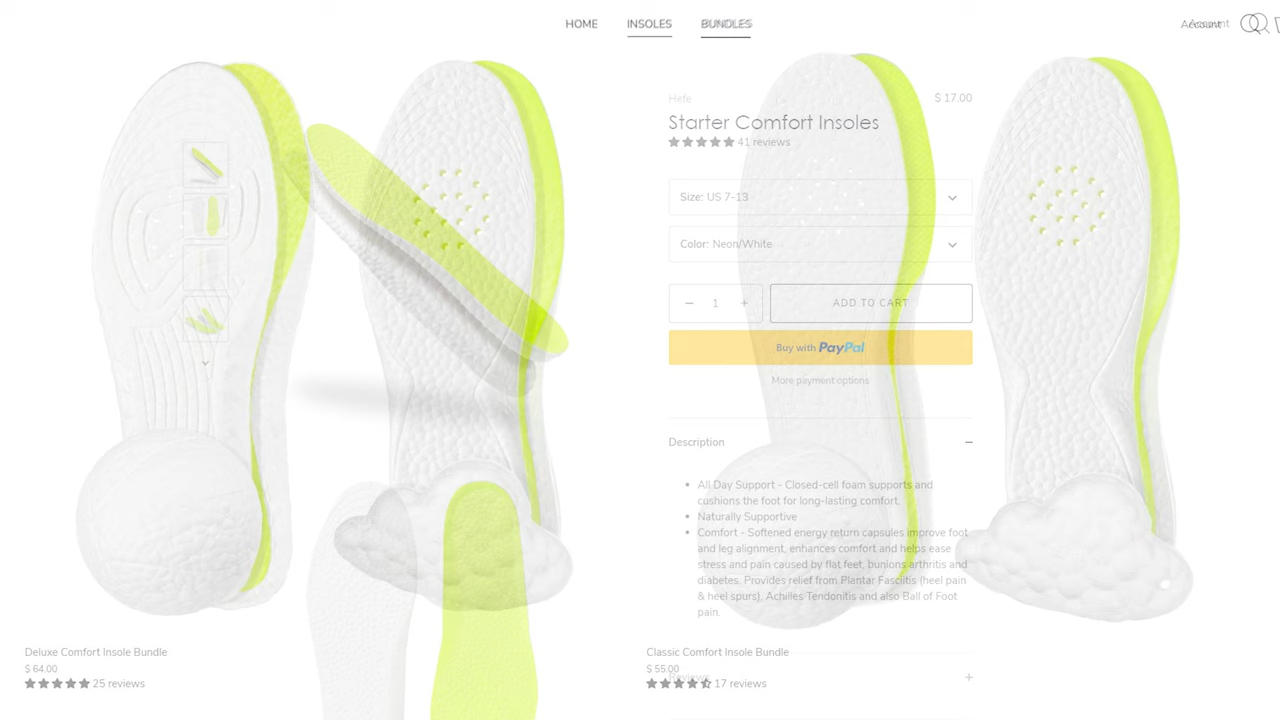 HOME
INSOLES
BUNDLES
Account
Hefe
$ 17.00
Starter Comfort Insoles
41 reviews
Size: US 7-13
Color: Neon/White
− 1 +
ADD TO CART
Buy with PayPal
More payment options
Description
All Day Support - Closed-cell foam supports and
cushions the foot for long-lasting comfort.
Naturally Supportive
Comfort - Softened energy return capsules improve foot
and leg alignment, enhances comfort and helps ease
stress and pain caused by flat feet, bunions arthritis and
diabetes. Provides relief from Plantar Fasciitis (heel pain
& heel spurs), Achilles Tendonitis and also Ball of Foot
pain.
Deluxe Comfort Insole Bundle
$ 64.00
25 reviews
Classic Comfort Insole Bundle
$ 55.00
Reviews
17 reviews